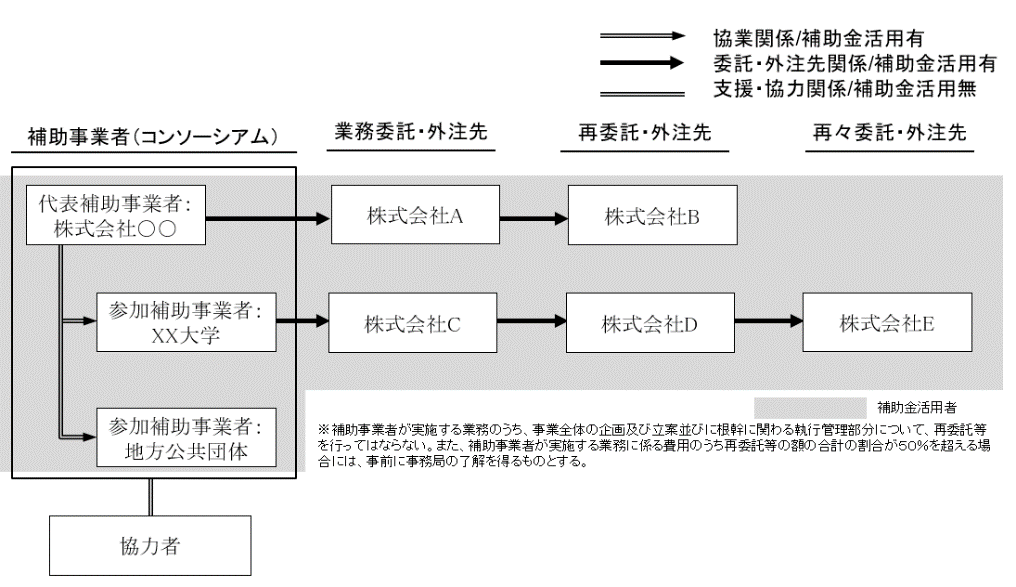 協業関係/補助金活用有
委託・外注先関係/補助金活用有
支援・協力関係/補助金活用無
補助事業者(コンソーシアム)
業務委託・外注先
再委託・外注先
再々委託・外注先
代表補助事業者:
株式会社〇〇
株式会社A
株式会社B
参加補助事業者:
XX大学
株式会社C
株式会社D
株式会社E
参加補助事業者:
地方公共団体
補助金活用者
※補助事業者が実施する業務のうち、事業全体の企画及び立案並びに根幹に関わる執行管理部分について、再委託等
を行ってはならない。また、補助事業者が実施する業務に係る費用のうち再委託等の額の合計の割合が50%を超える場
合には、事前に事務局の了解を得るものとする。
協力者